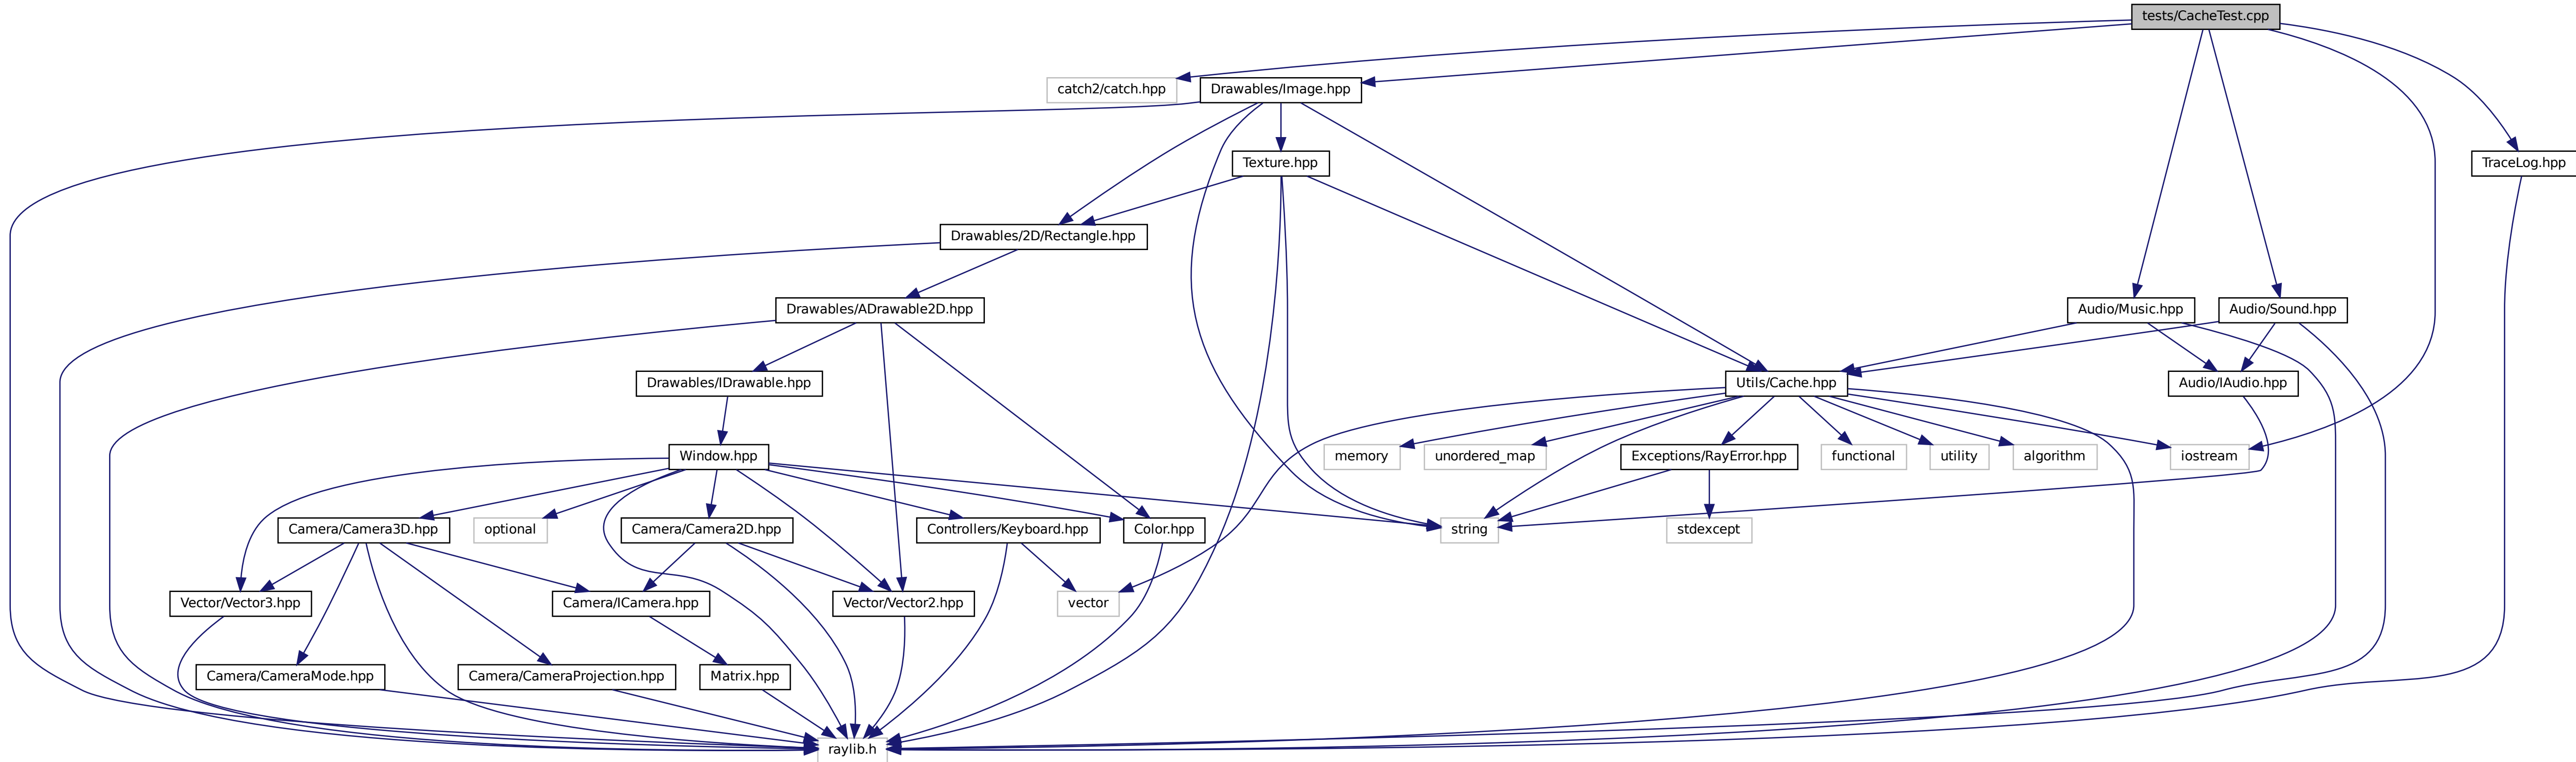 tests/CacheTest.cpp
catch2/catch.hpp
Drawables/Image.hpp
Texture.hpp
TraceLog.hpp
Drawables/2D/Rectangle.hpp
Drawables/ADrawable2D.hpp
Audio/Music.hpp
Audio/Sound.hpp
Drawables/IDrawable.hpp
Utils/Cache.hpp
Audio/IAudio.hpp
Window.hpp
memory
unordered_map
Exceptions/RayError.hpp
functional
utility
algorithm
iostream
Camera/Camera3D.hpp
optional
Camera/Camera2D.hpp
Controllers/Keyboard.hpp
Color.hpp
string
stdexcept
Vector/Vector3.hpp
Camera/ICamera.hpp
Vector/Vector2.hpp
vector
Camera/CameraMode.hpp
Camera/CameraProjection.hpp
Matrix.hpp
raylib.h